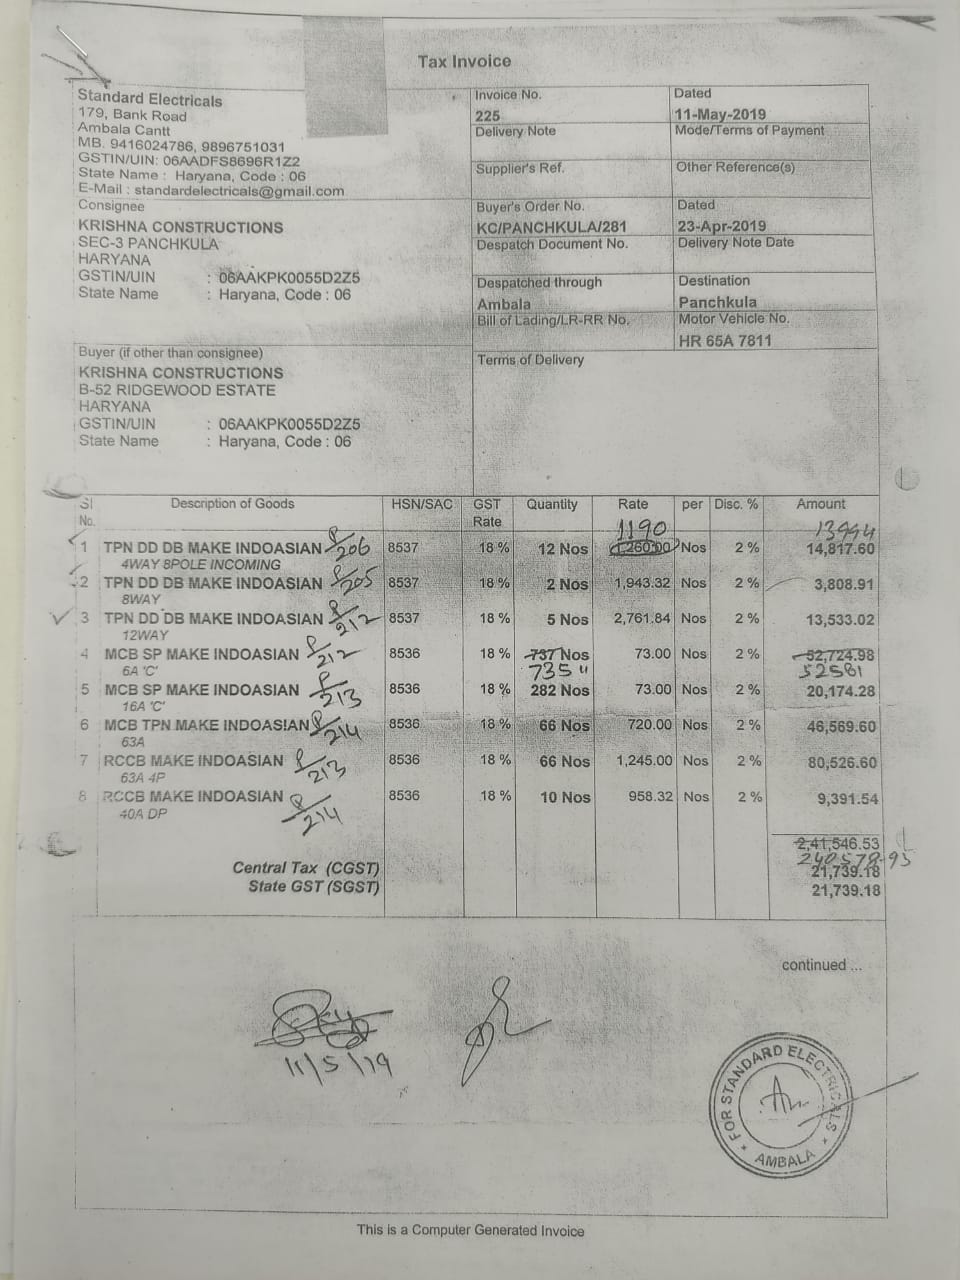 Tax Invoice
Standard Electricals
179, Bank Road
Ambala Cantt
MB. 9416024786, 9896751031
GSTIN/UIN: 06AADFS8696R1Z2
State Name : Haryana, Code : 06
E-Mail : standardelectricals@gmail.com
Invoice No. Dated
225 11-May-2019
Delivery Note Mode/Terms of Payment
Supplier's Ref. Other Reference(s)
Consignee
KRISHNA CONSTRUCTIONS
SEC-3 PANCHKULA
HARYANA
GSTIN/UIN : 06AAKPK0055D2Z5
State Name : Haryana, Code : 06
Buyer's Order No. Dated
KC/PANCHKULA/281 23-Apr-2019
Despatch Document No. Delivery Note Date
Despatched through Destination
Ambala Panchkula
Bill of Lading/LR-RR No. Motor Vehicle No.
HR 65A 7811
Buyer (if other than consignee)
KRISHNA CONSTRUCTIONS
B-52 RIDGEWOOD ESTATE
HARYANA
GSTIN/UIN : 06AAKPK0055D2Z5
State Name : Haryana, Code : 06
Terms of Delivery
Sl No. Description of Goods HSN/SAC GST Rate Quantity Rate per Disc. % Amount
1190 13994
1 TPN DD DB MAKE INDOASIAN 206 8537 18 % 12 Nos 1,260.00 Nos 2 % 14,817.60
4WAY 8POLE INCOMING
2 TPN DD DB MAKE INDOASIAN 205 8537 18 % 2 Nos 1,943.32 Nos 2 % 3,808.91
8WAY
3 TPN DD DB MAKE INDOASIAN 212 8537 18 % 5 Nos 2,761.84 Nos 2 % 13,533.02
12WAY
4 MCB SP MAKE INDOASIAN 212 8536 18 % 737 Nos 73.00 Nos 2 % 52,724.98
6A 'C' 735 " 52581
5 MCB SP MAKE INDOASIAN 213 8536 18 % 282 Nos 73.00 Nos 2 % 20,174.28
16A 'C'
6 MCB TPN MAKE INDOASIAN 214 8536 18 % 66 Nos 720.00 Nos 2 % 46,569.60
63A
7 RCCB MAKE INDOASIAN 213 8536 18 % 66 Nos 1,245.00 Nos 2 % 80,526.60
63A 4P
8 RCCB MAKE INDOASIAN 214 8536 18 % 10 Nos 958.32 Nos 2 % 9,391.54
40A DP
2,41,546.53
240578.93
Central Tax (CGST) 21,739.18
State GST (SGST) 21,739.18
continued ...
11/5/19
FOR STANDARD ELECTRICALS
AMBALA
This is a Computer Generated Invoice